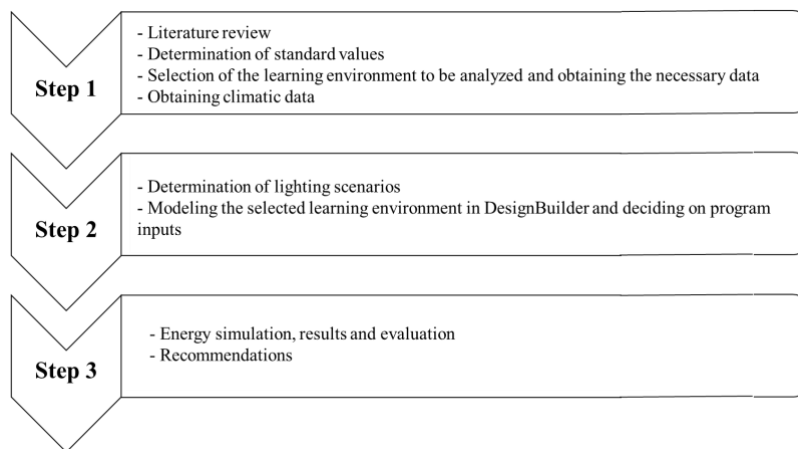 - Literature review
- Determination of standard values
Step 1
- Selection of the learning environment to be analyzed and obtaining the necessary data
- Obtaining climatic data
- Determination of lighting scenarios
- Modeling the selected learning environment in DesignBuilder and deciding on program
Step 2
inputs
- Energy simulation, results and evaluation
- Recommendations
Step 3